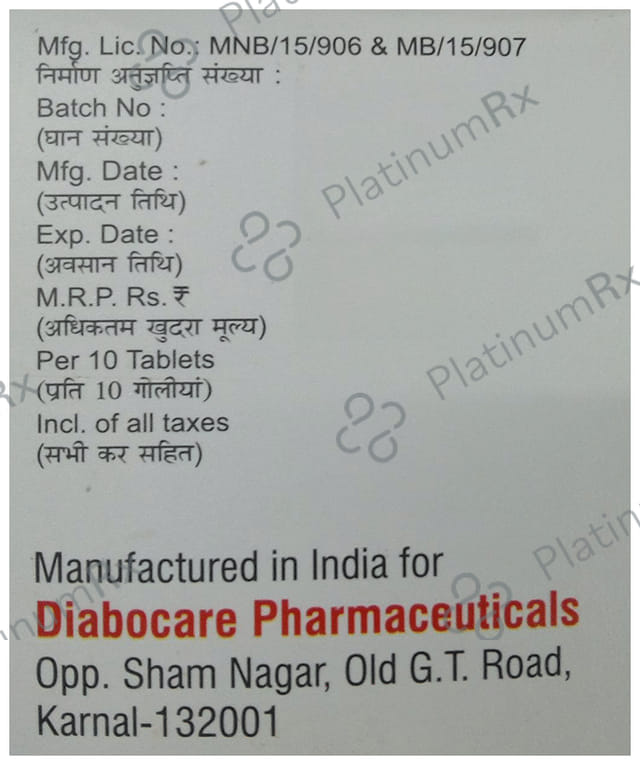 Mfg. Lic. No.: MNB/15/906 & MB/15/907
निर्माण अनुज्ञप्ति संख्या :
Batch No :
(घान संख्या)
Mfg. Date :
(उत्पादन तिथि)
Exp. Date :
(अवसान तिथि)
M.R.P. Rs. ₹
(अधिकतम खुदरा मूल्य)
Per 10 Tablets
(प्रति 10 गोलीयां)
Incl. of all taxes
(सभी कर सहित)
Manufactured in India for
Diabocare Pharmaceuticals
Opp. Sham Nagar, Old G.T. Road,
Karnal-132001
PlatinumRx
PlatinumRx